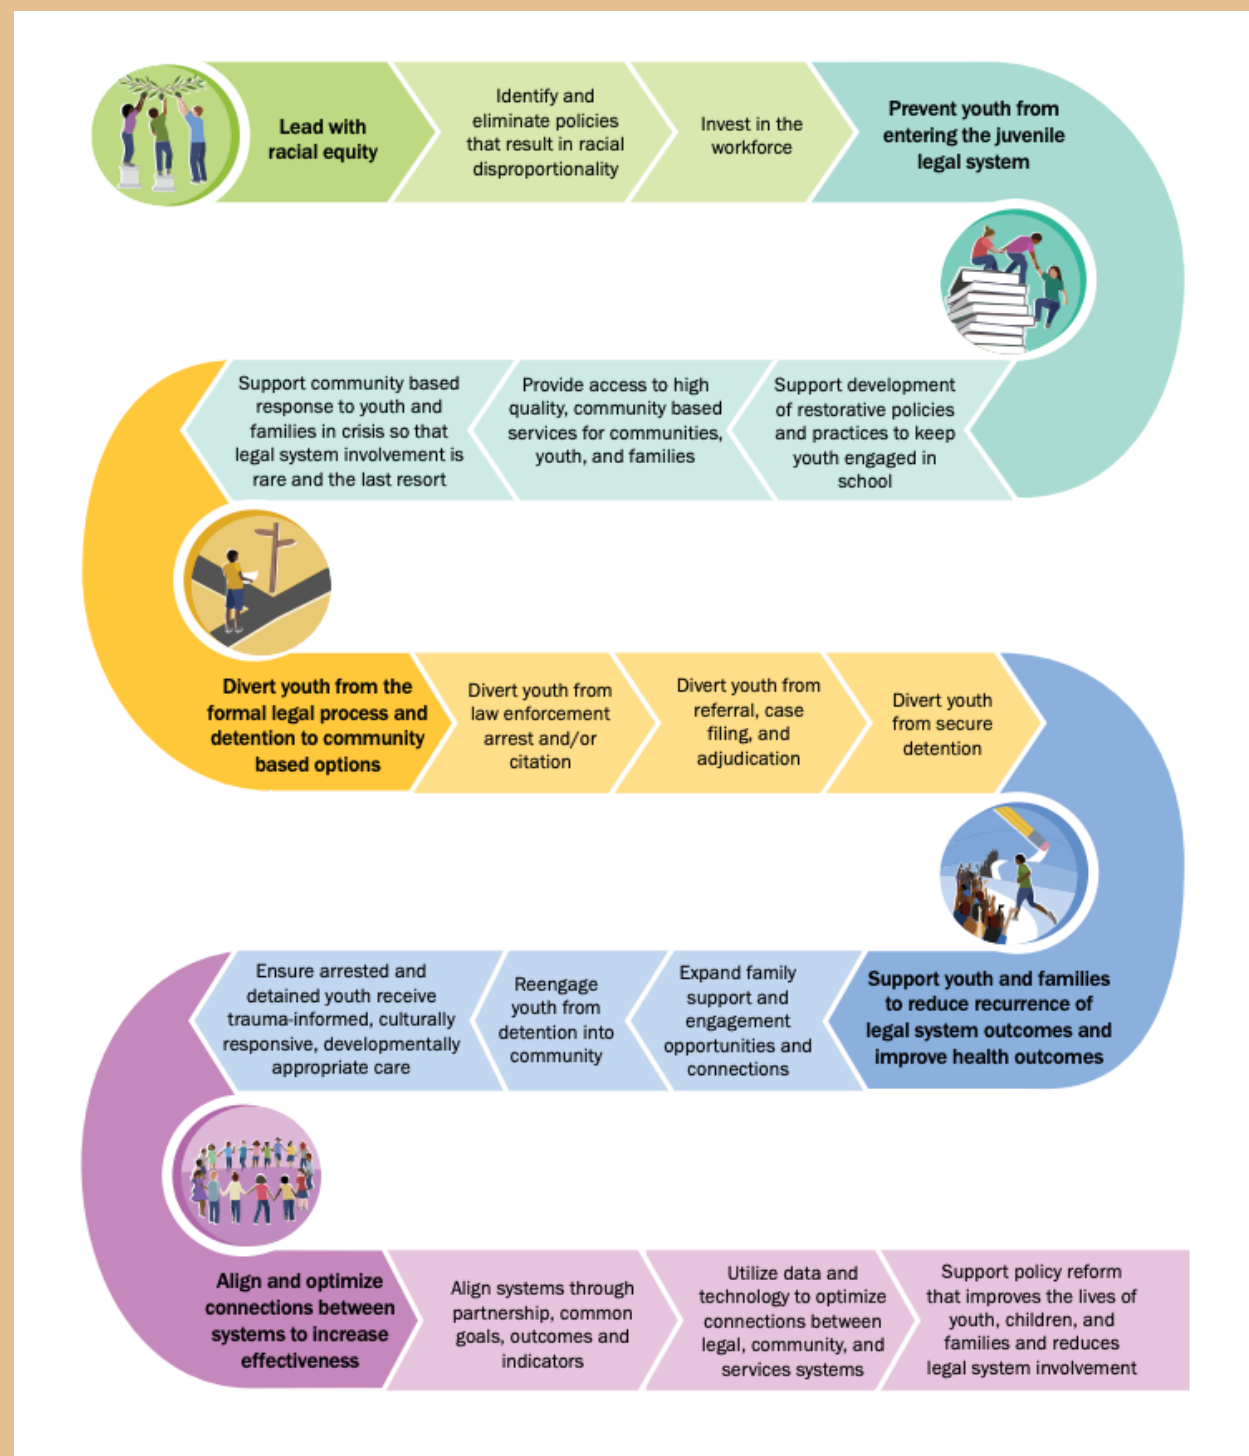 Lead with
racial equity
Identify and
eliminate policies
that result in racial
disproportionality
Invest in the
workforce
Prevent youth from
entering the juvenile
legal system
Support development
of restorative policies
and practices to keep
youth engaged in
school
Provide access to high
quality, community based
services for communities,
youth, and families
Support community based
response to youth and
families in crisis so that
legal system involvement is
rare and the last resort
Divert youth from the
formal legal process and
detention to community
based options
Divert youth from
law enforcement
arrest and/or
citation
Divert youth from
referral, case
filing, and
adjudication
Divert youth
from secure
detention
Support youth and families
to reduce recurrence of
legal system outcomes and
improve health outcomes
Expand family
support and
engagement
opportunities and
connections
Reengage
youth from
detention into
community
Ensure arrested and
detained youth receive
trauma-informed, culturally
responsive, developmentally
appropriate care
Align and optimize
connections between
systems to increase
effectiveness
Align systems through
partnership, common
goals, outcomes and
indicators
Utilize data and
technology to optimize
connections between
legal, community, and
services systems
Support policy reform
that improves the lives of
youth, children, and
families and reduces
legal system involvement